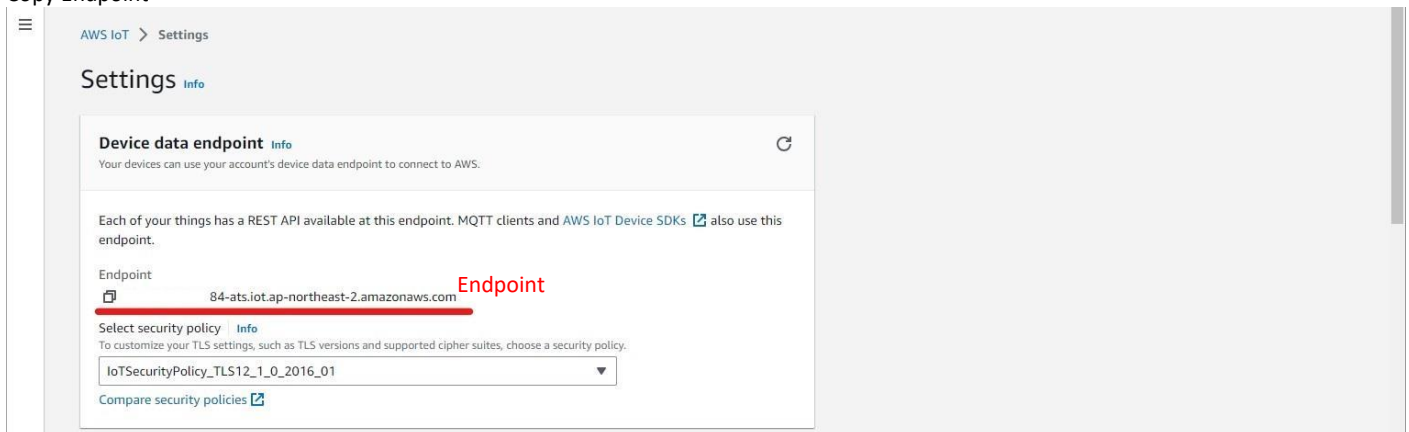 Copy Endpoint
AWS IoT > Settings
Settings Info
Device data endpoint Info
Your devices can use your account's device data endpoint to connect to AWS.
Each of your things has a REST API available at this endpoint. MQTT clients and AWS IoT Device SDKs also use this
endpoint.
Endpoint
Endpoint
84-ats.iot.ap-northeast-2.amazonaws.com
Select security policy Info
To customize your TLS settings, such as TLS versions and supported cipher suites, choose a security policy.
IoTSecurityPolicy_TLS12_1_0_2016_01
Compare security policies